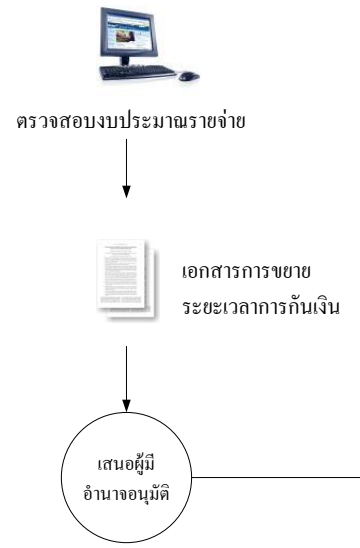 ตรวจสอบงบประมาณรายจ่าย
เอกสารการขยาย
ระยะเวลาการกันเงิน
เสนอผู้มี
อำนาจอนุมัติ